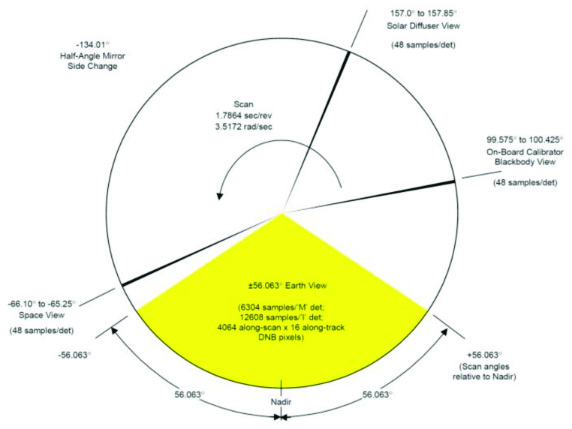 157.0° to 157.85°
Solar Diffuser View
(48 samples/det)
-134.01°
Half-Angle Mirror
Side Change
Scan
1.7864 sec/rev
3.5172 rad/sec
99.575° to 100.425°
On-Board Calibrator
Blackbody View
(48 samples/det)
±56.063° Earth View
(6304 samples/'M' det;
12608 samples/'I' det;
4064 along-scan x 16 along-track
DNB pixels)
-66.10° to -65.25°
Space View
(48 samples/det)
-56.063°
+56.063°
(Scan angles
relative to Nadir)
56.063°
56.063°
Nadir